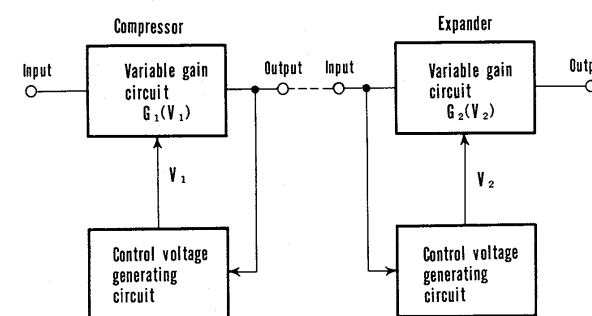 Compressor
Expander
Input
Variable gain
circuit
G₁(V₁)
Output
Input
Variable gain
circuit
G₂(V₂)
Outp
V₁
V₂
Control voltage
generating
circuit
Control voltage
generating
circuit